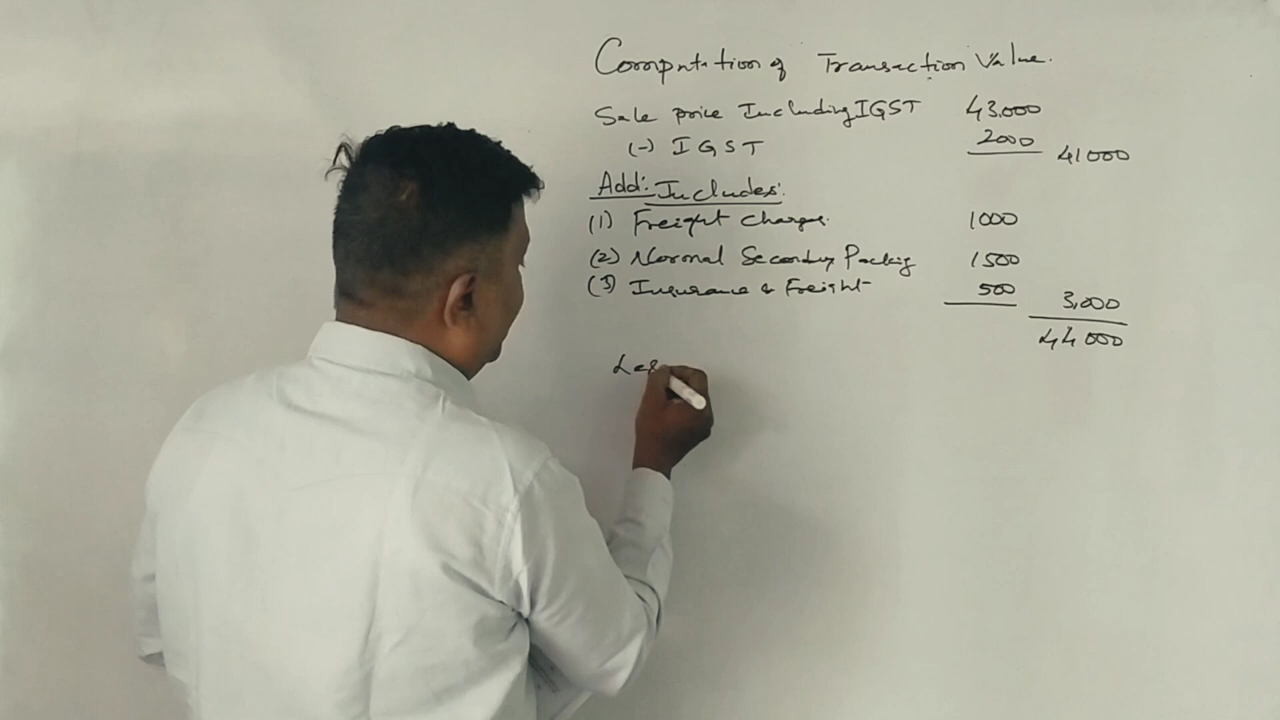 Computation of Transaction Value.
Sale price Including IGST 43,000
(-) IGST 2000 41000
Add: Includes:
(1) Freight charges. 1000
(2) Normal Secondary Packing 1500
(3) Insurance & Freight 500 3,000
44000
Les